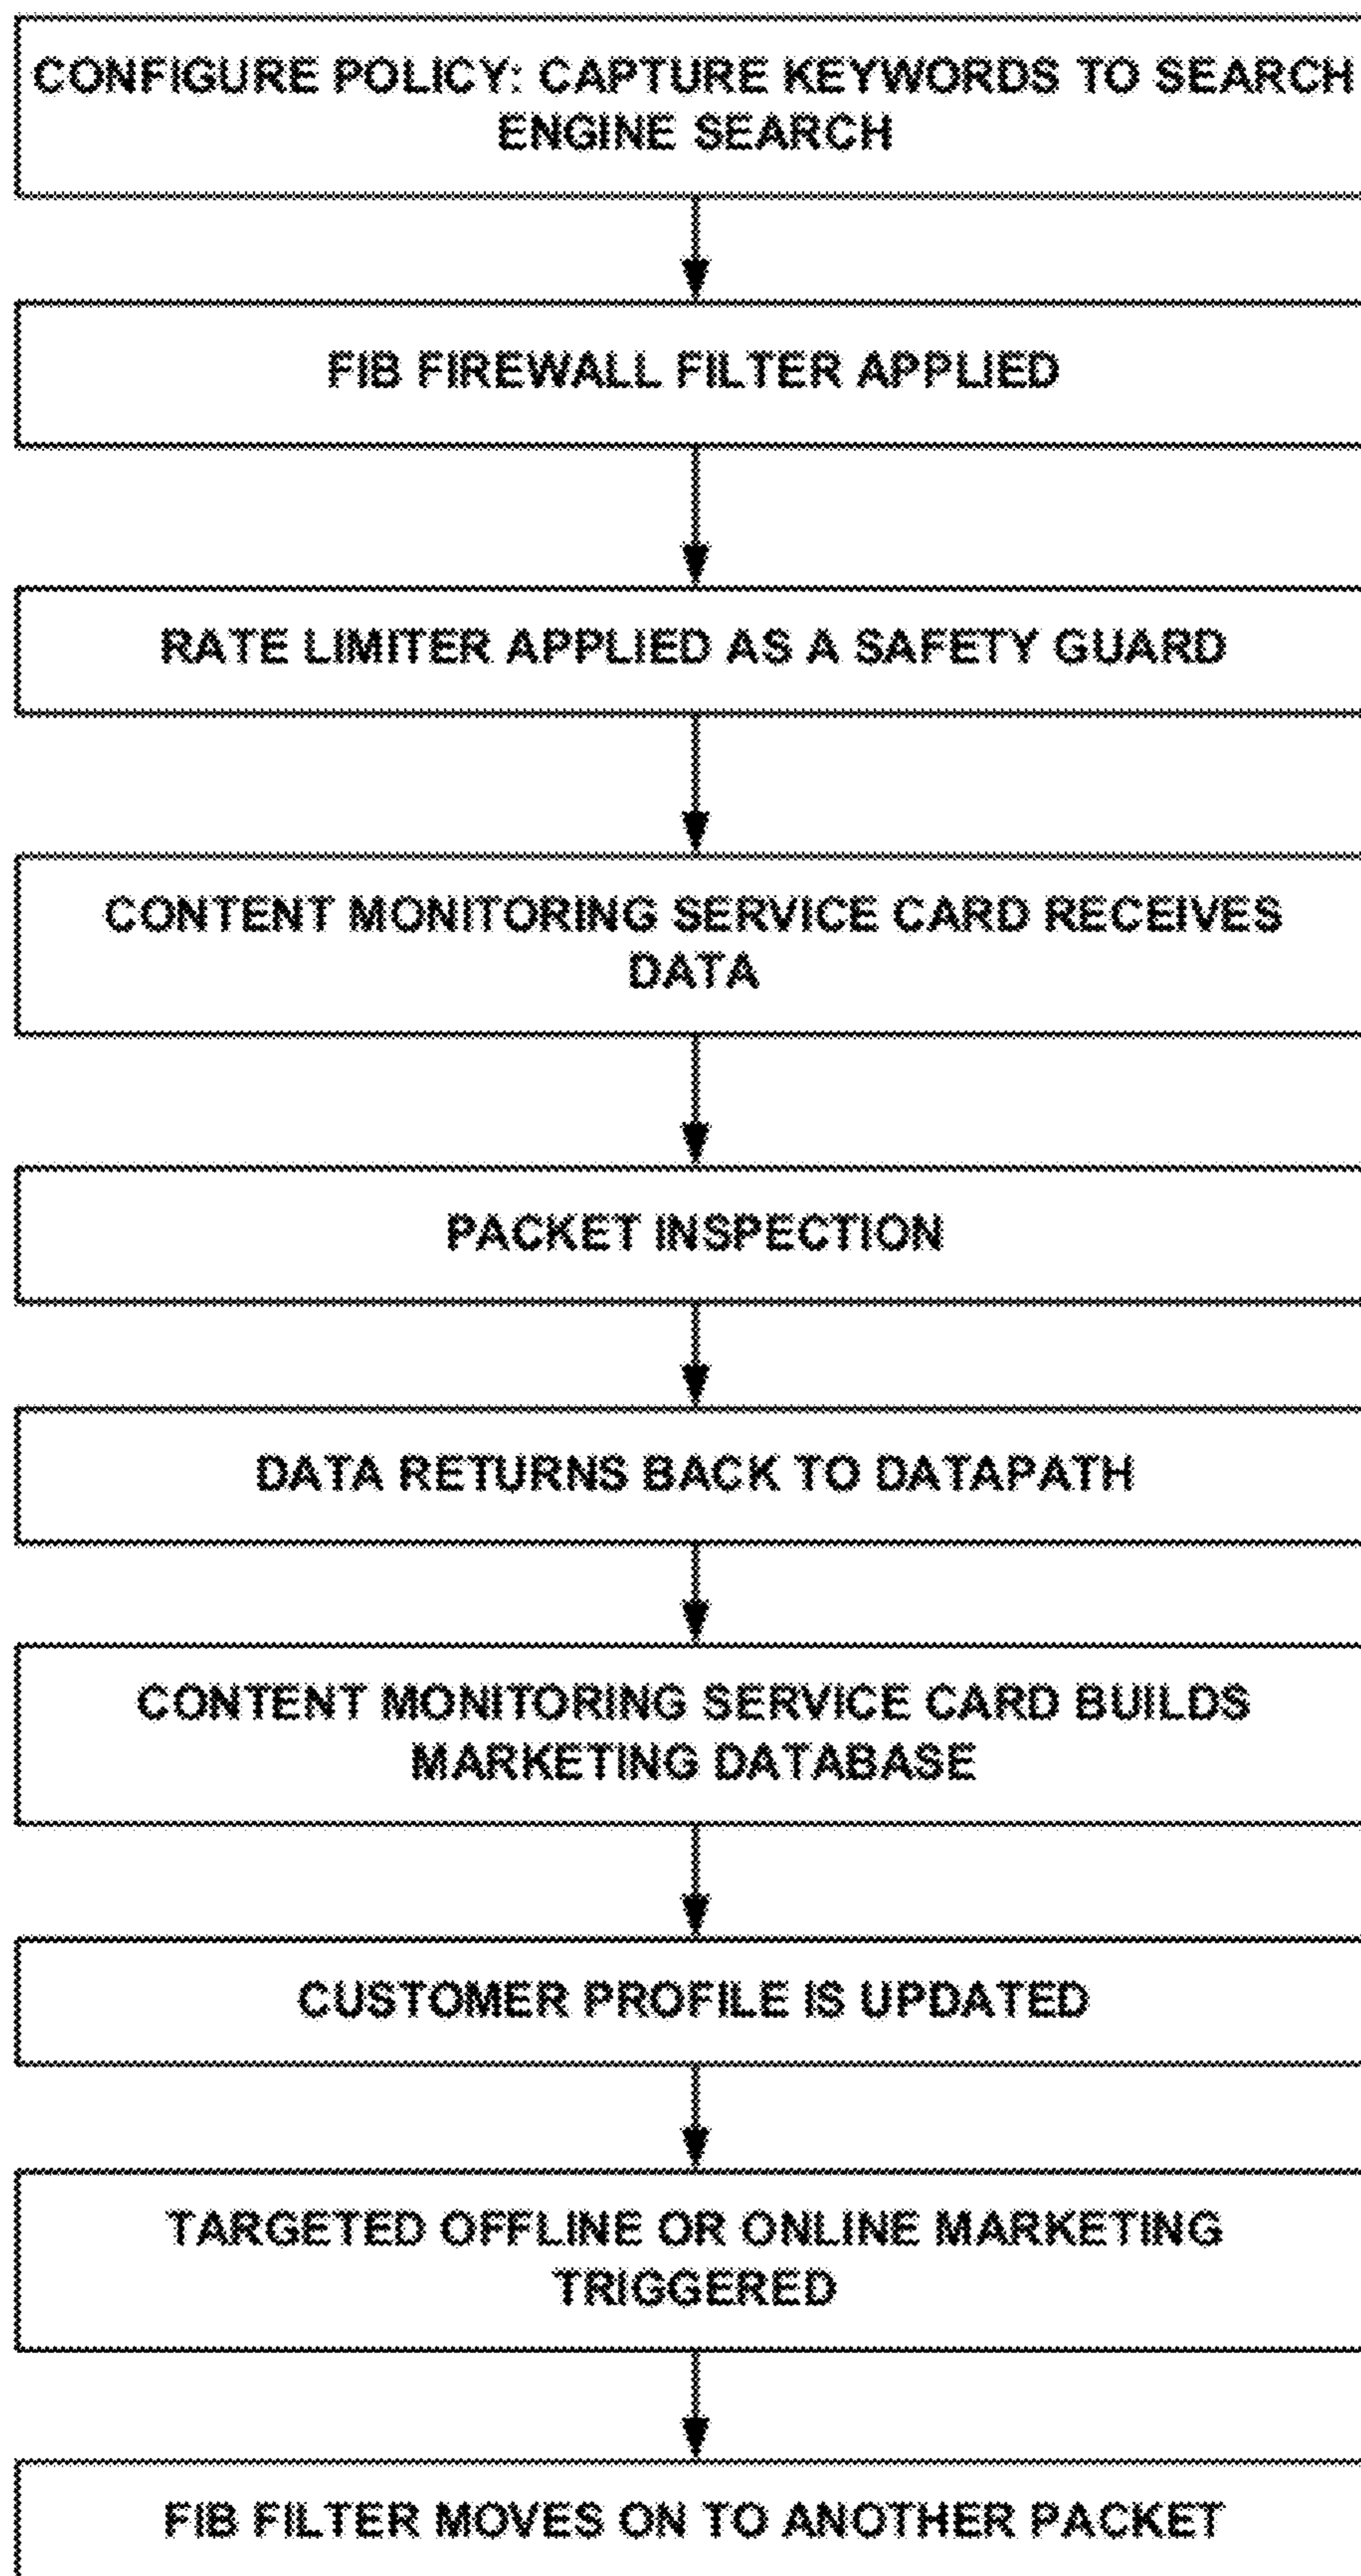 CONFIGURE POLICY: CAPTURE KEYWORDS TO SEARCH
ENGINE SEARCH
FIB FIREWALL FILTER APPLIED
RATE LIMITER APPLIED AS A SAFETY GUARD
CONTENT MONITORING SERVICE CARD RECEIVES
DATA
PACKET INSPECTION
DATA RETURNS BACK TO DATAPATH
CONTENT MONITORING SERVICE CARD BUILDS
MARKETING DATABASE
CUSTOMER PROFILE IS UPDATED
TARGETED OFFLINE OR ONLINE MARKETING
TRIGGERED
FIB FILTER MOVES ON TO ANOTHER PACKET